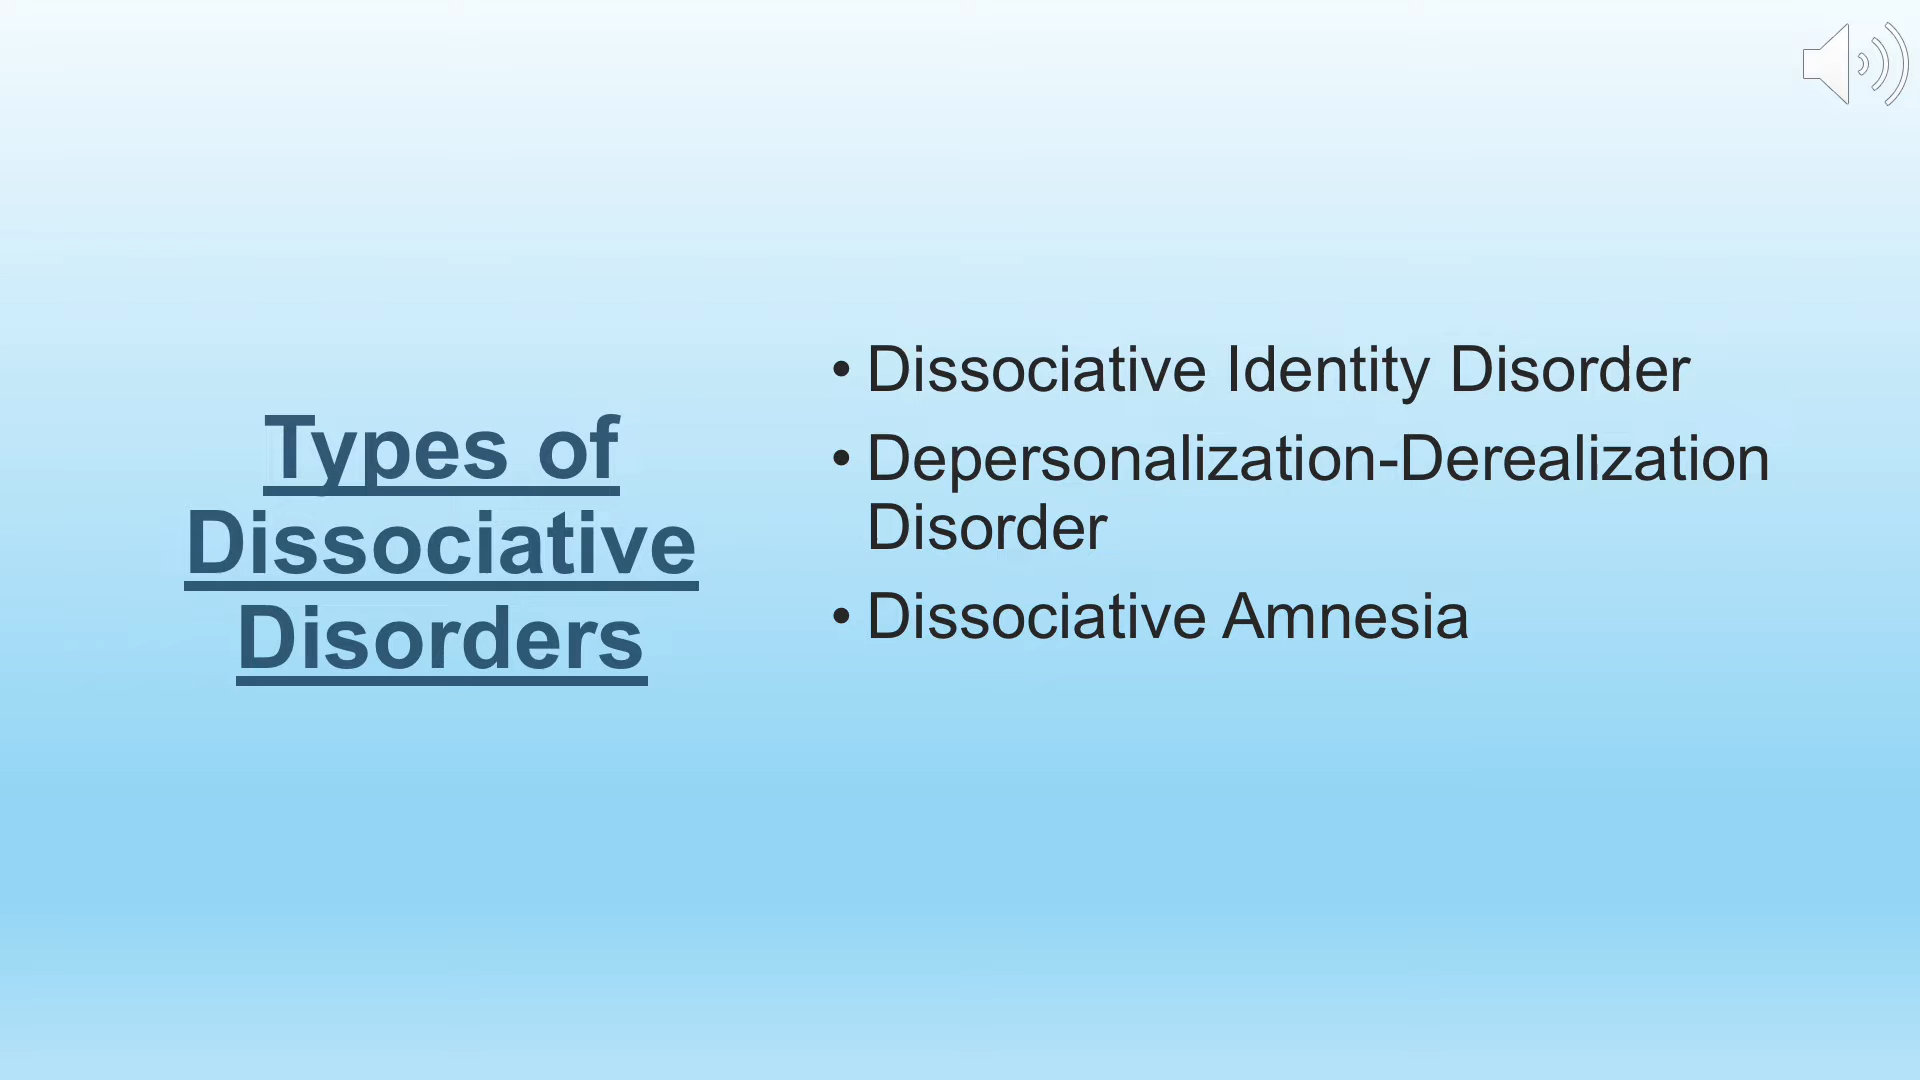 Types of
Dissociative
Disorders
• Dissociative Identity Disorder
• Depersonalization-Derealization
Disorder
• Dissociative Amnesia